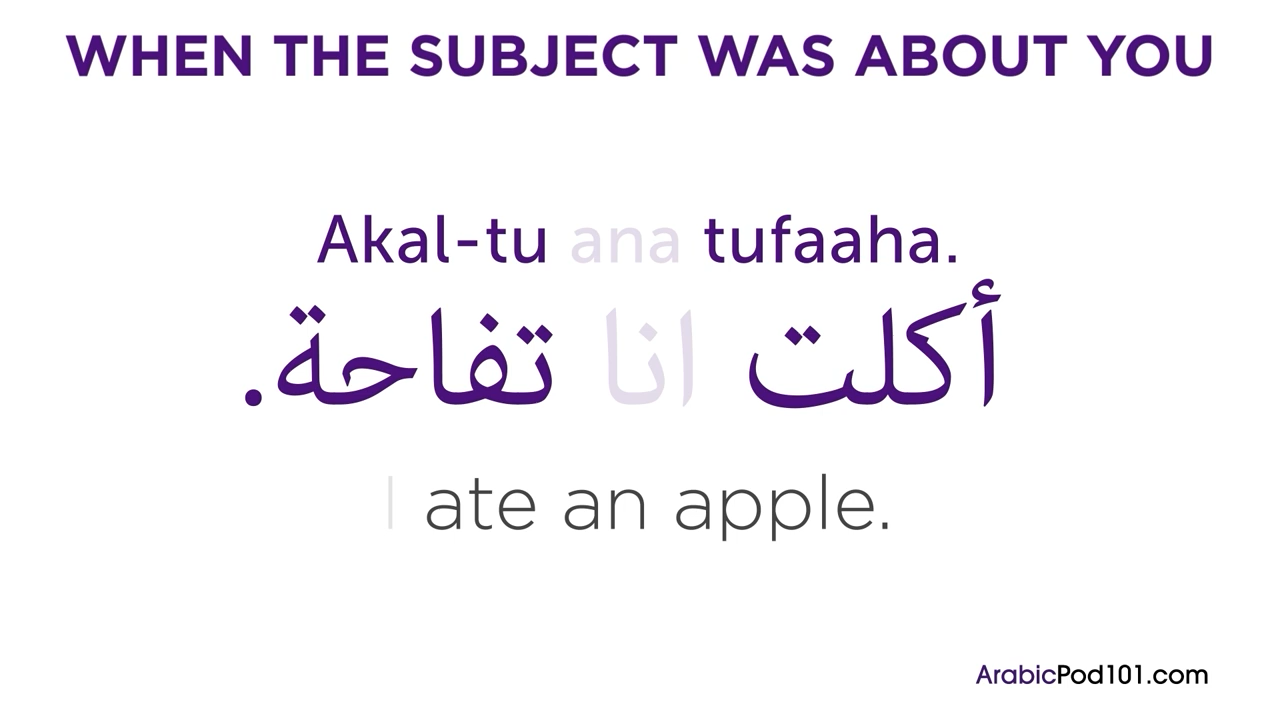 WHEN THE SUBJECT WAS ABOUT YOU
Akal-tu ana tufaaha.
أكلت انا تفاحة.
I ate an apple.
ArabicPod101.com